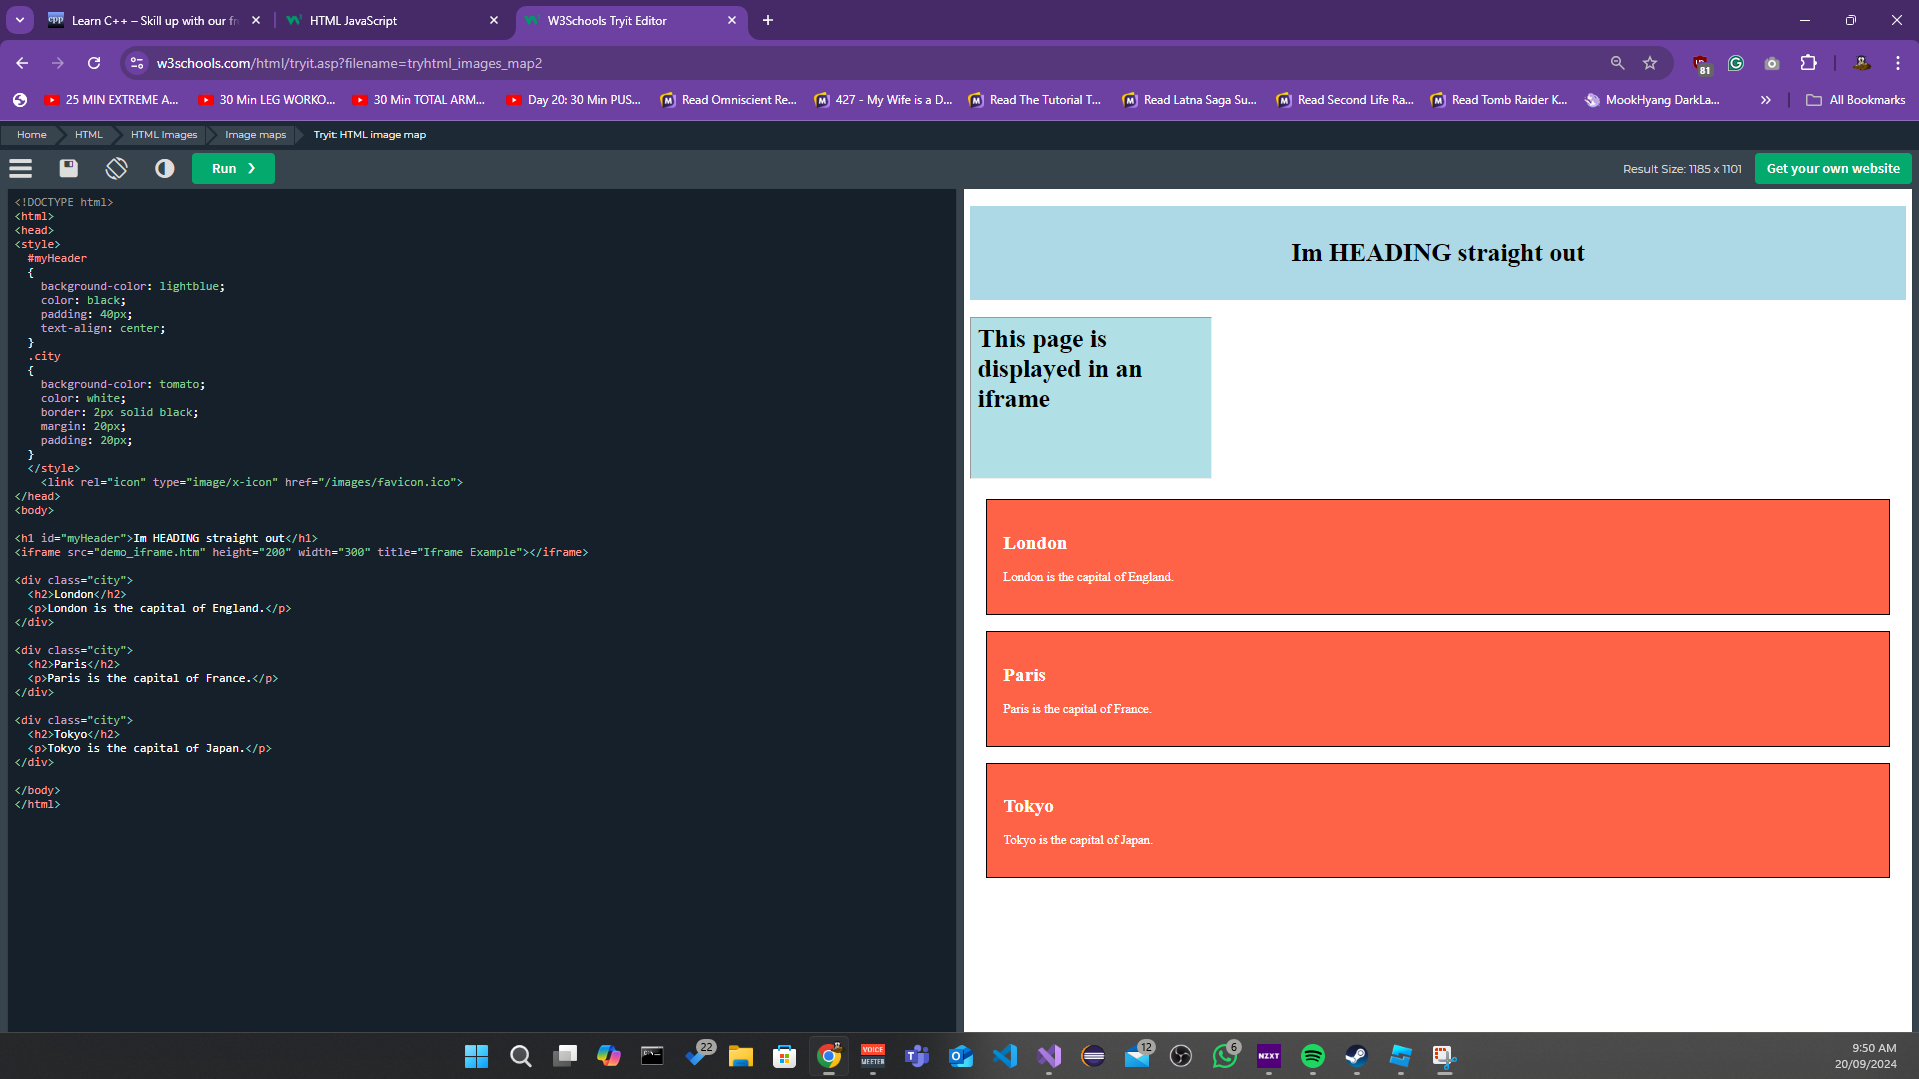 Learn C++ – Skill up with our fr
HTML JavaScript
W3Schools Tryit Editor
w3schools.com/html/tryit.asp?filename=tryhtml_images_map2
81
25 MIN EXTREME A...
30 Min LEG WORKO...
30 Min TOTAL ARM...
Day 20: 30 Min PUS...
Read Omniscient Re...
427 - My Wife is a D...
Read The Tutorial T...
Read Latna Saga Su...
Read Second Life Ra...
Read Tomb Raider K...
MookHyang DarkLa...
All Bookmarks
Home
HTML
HTML Images
Image maps
Tryit: HTML image map
Run ❯
Result Size: 1185 x 1101
Get your own website
<!DOCTYPE html>
<html>
<head>
<style>
#myHeader
{
background-color: lightblue;
color: black;
padding: 40px;
text-align: center;
}
.city
{
background-color: tomato;
color: white;
border: 2px solid black;
margin: 20px;
padding: 20px;
}
</style>
<link rel="icon" type="image/x-icon" href="/images/favicon.ico">
</head>
<body>
<h1 id="myHeader">Im HEADING straight out</h1>
<iframe src="demo_iframe.htm" height="200" width="300" title="Iframe Example"></iframe>
<div class="city">
<h2>London</h2>
<p>London is the capital of England.</p>
</div>
<div class="city">
<h2>Paris</h2>
<p>Paris is the capital of France.</p>
</div>
<div class="city">
<h2>Tokyo</h2>
<p>Tokyo is the capital of Japan.</p>
</div>
</body>
</html>
Im HEADING straight out
This page is
displayed in an
iframe
London
London is the capital of England.
Paris
Paris is the capital of France.
Tokyo
Tokyo is the capital of Japan.
22
VOICE
MEETER
12
6
NZXT
9:50 AM
20/09/2024